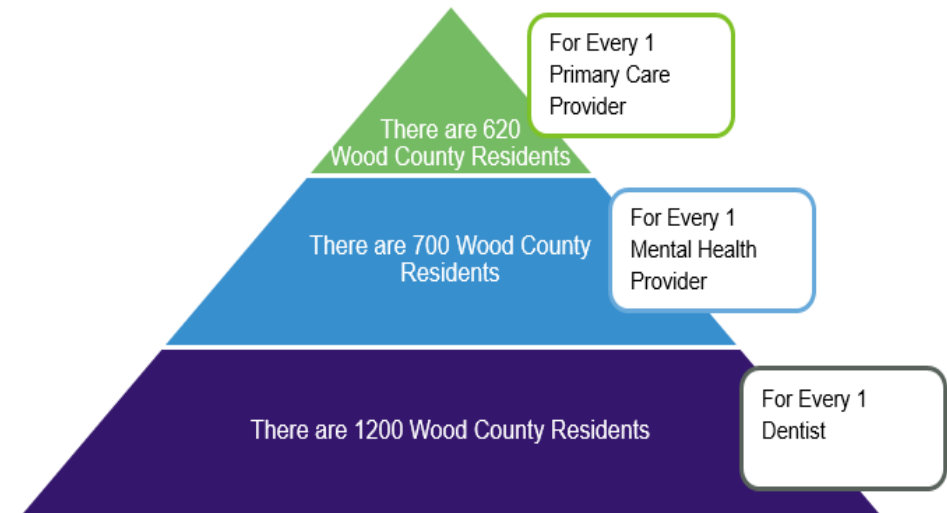 For Every 1
Primary Care
Provider
There are 620
Wood County Residents
For Every 1
Mental Health
Provider
There are 700 Wood County
Residents
For Every 1
Dentist
There are 1200 Wood County Residents